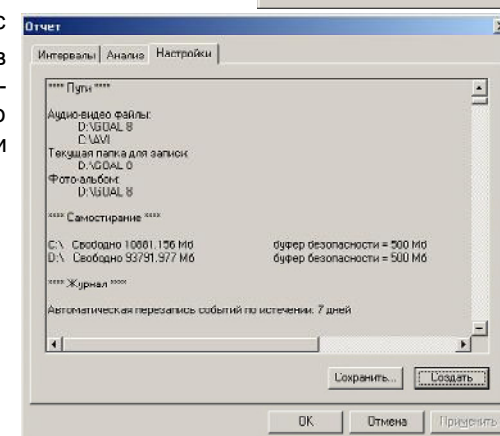 с
в
-
о
и
Отчет
Интервалы Анализ Настройки
**** Пути ****
Аудио-видео файлы:
D:\GOAL 8
C:\AVI
Текущая папка для записи:
D:\GOAL 0
Фото-альбом:
D:\GOAL 8
**** Самостирание ****
C:\ Свободно 10881.156 Мб буфер безопасности = 500 Мб
D:\ Свободно 93791.977 Мб буфер безопасности = 500 Мб
**** Журнал ****
Автоматическая перезапись событий по истечении: 7 дней
Сохранить... Создать
OK Отмена Применить